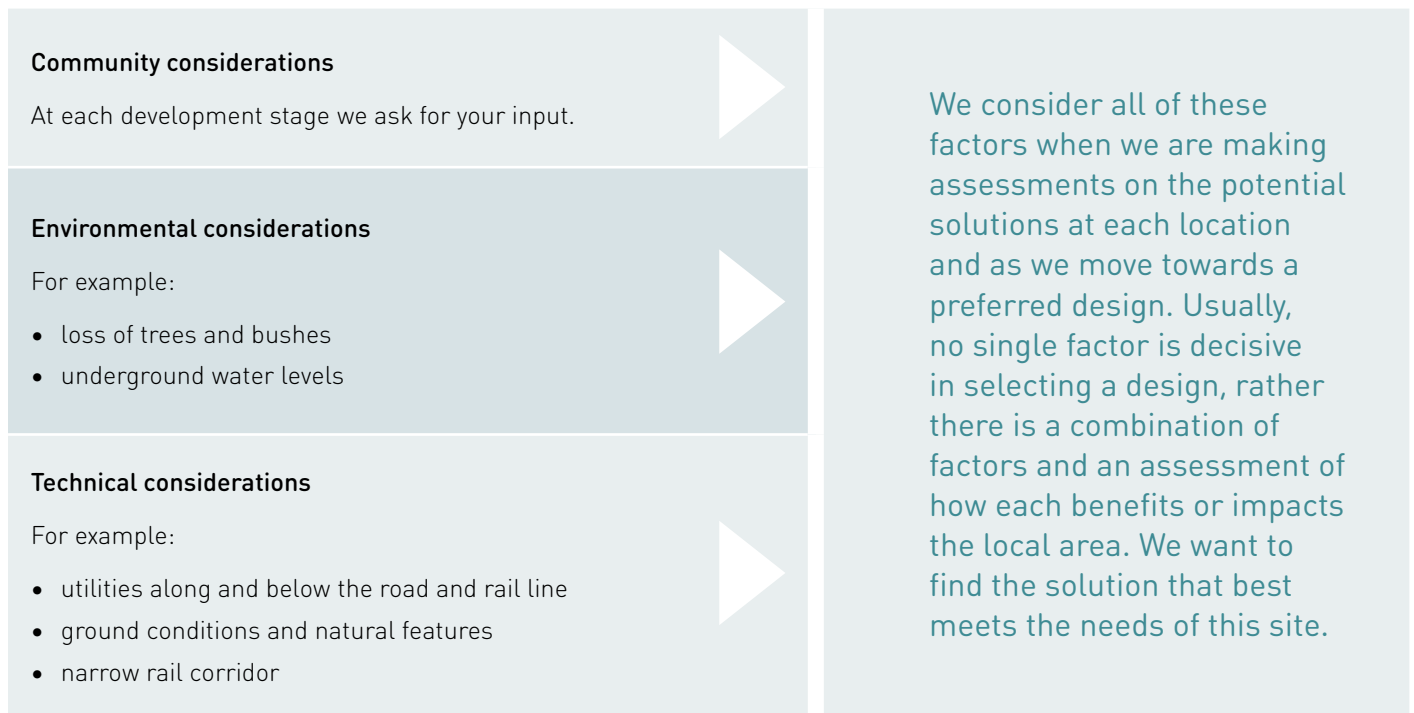 Community considerations
At each development stage we ask for your input.
Environmental considerations
For example:
• loss of trees and bushes
• underground water levels
Technical considerations
For example:
• utilities along and below the road and rail line
• ground conditions and natural features
• narrow rail corridor
We consider all of these
factors when we are making
assessments on the potential
solutions at each location
and as we move towards a
preferred design. Usually,
no single factor is decisive
in selecting a design, rather
there is a combination of
factors and an assessment of
how each benefits or impacts
the local area. We want to
find the solution that best
meets the needs of this site.